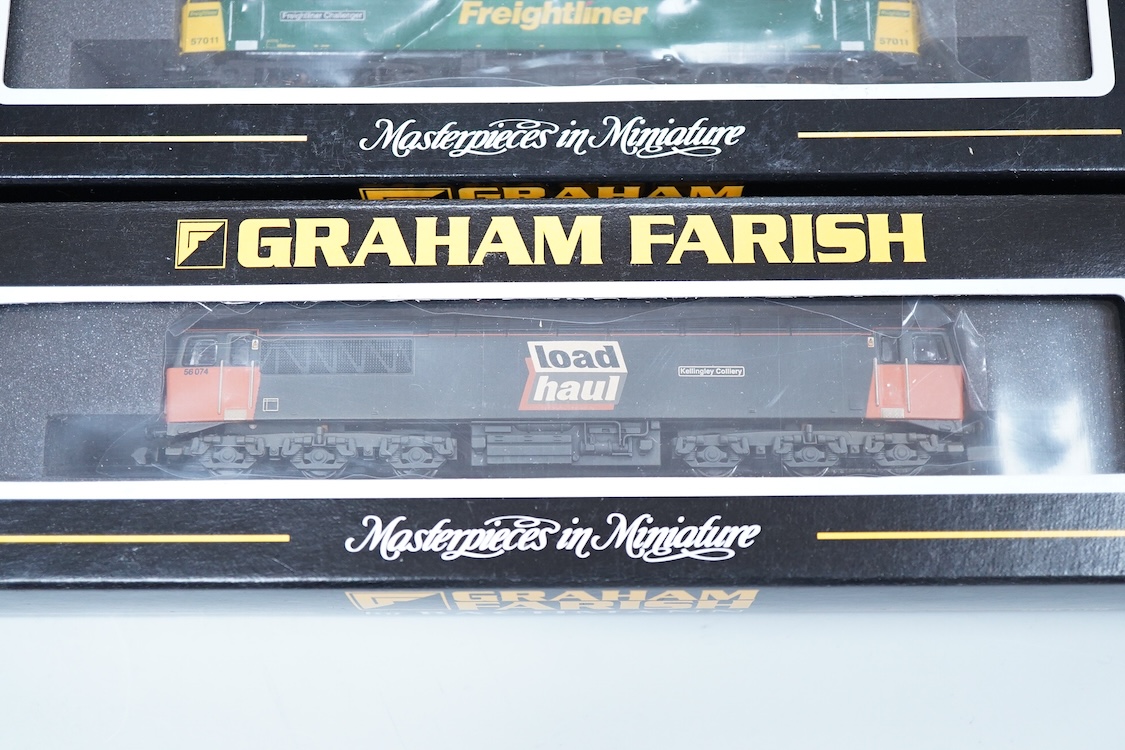 Freightliner Challenger
Freightliner
57011
57011
Masterpieces in Miniature
GRAHAM
GRAHAM FARISH
56 074
load
haul
Kellingley Colliery
Masterpieces in Miniature
GRAHAM
FARISH